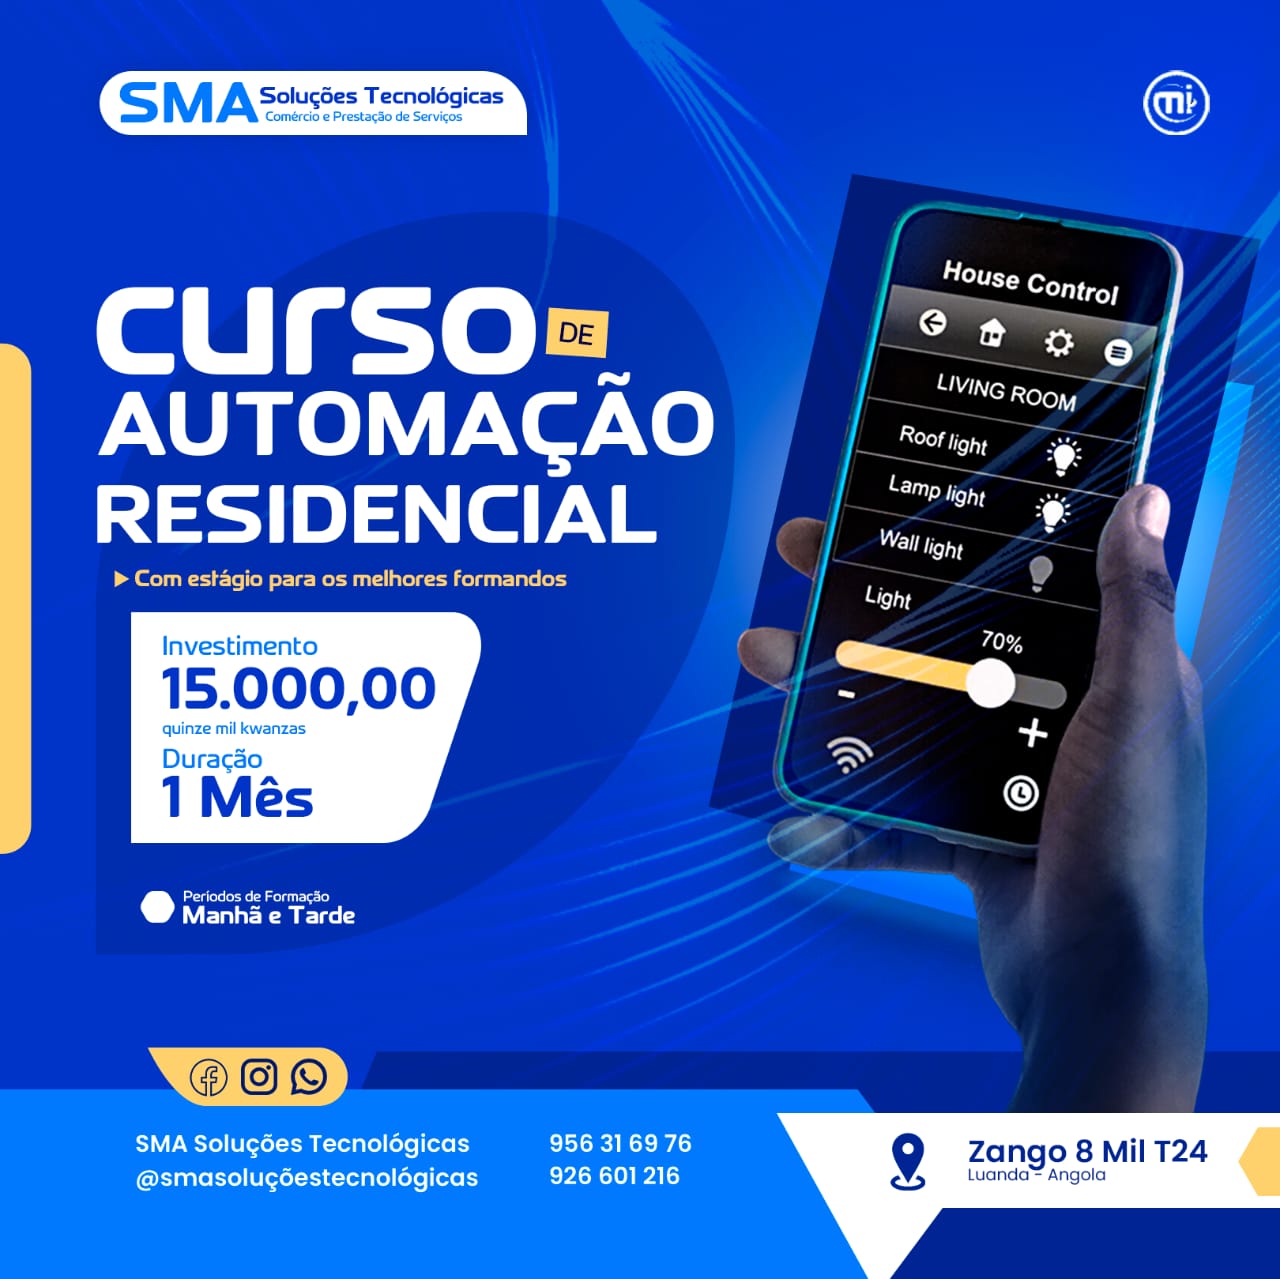 SMA Soluções Tecnológicas
Comércio e Prestação de Serviços
mi
CURSO DE
AUTOMAÇÃO
RESIDENCIAL
Com estágio para os melhores formandos
Investimento
15.000,00
quinze mil kwanzas
Duração
1 Mês
Períodos de Formação
Manhã e Tarde
House Control
LIVING ROOM
Roof light
Lamp light
Wall light
Light
70%
-
+
SMA Soluções Tecnológicas
@smasoluçõestecnológicas
956 31 69 76
926 601 216
Zango 8 Mil T24
Luanda - Angola